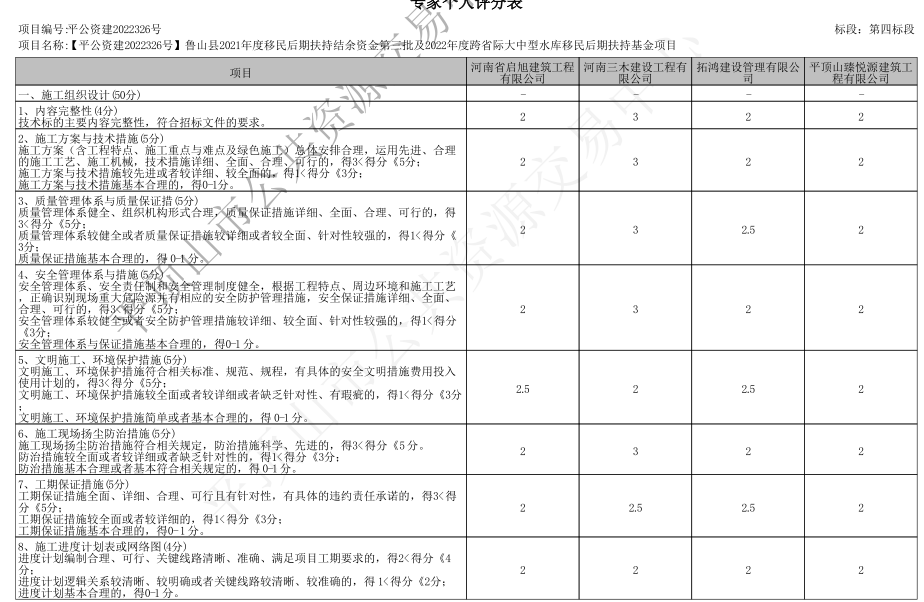 专家个人评分表
项目编号:平公资建2022326号
标段：第四标段
项目名称:【平公资建2022326号】鲁山县2021年度移民后期扶持结余资金第二批及2022年度跨省际大中型水库移民后期扶持基金项目
项目 河南省启旭建筑工程有限公司 河南三木建设工程有限公司 拓鸿建设管理有限公司 平顶山臻悦源建筑工程有限公司
一、施工组织设计(50分) - - - -
1、内容完整性(4分)
技术标的主要内容完整性，符合招标文件的要求。
2 3 2 2
2、施工方案与技术措施(5分)
施工方案（含工程特点、施工重点与难点及绿色施工）总体安排合理，运用先进、合理
的施工工艺、施工机械，技术措施详细、全面、合理、可行的，得3<得分《5分;
施工方案与技术措施较先进或者较详细、较全面的，得1<得分《3分;
施工方案与技术措施基本合理的，得0-1分。
2 3 2 2
3、质量管理体系与质量保证措(5分)
质量管理体系健全、组织机构形式合理，质量保证措施详细、全面、合理、可行的，得
3<得分《5分;
质量管理体系较健全或者质量保证措施较详细或者较全面、针对性较强的，得1<得分《
3分;
质量保证措施基本合理的，得 0-1 分。
2 3 2.5 2
4、安全管理体系与措施(5分)
安全管理体系、安全责任制和安全管理制度健全，根据工程特点、周边环境和施工工艺
，正确识别现场重大危险源并有相应的安全防护管理措施，安全保证措施详细、全面、
合理、可行的，得3<得分《5分;
安全管理体系较健全或者安全防护管理措施较详细、较全面、针对性较强的，得1<得分
《3分;
安全管理体系与保证措施基本合理的，得0-1 分。
2 3 2 2
5、文明施工、环境保护措施(5分)
文明施工、环境保护措施符合相关标准、规范、规程，有具体的安全文明措施费用投入
使用计划的，得3<得分《5分;
文明施工、环境保护措施较全面或者较详细或者缺乏针对性、有瑕疵的，得1<得分《3分
;
文明施工、环境保护措施简单或者基本合理的，得 0-1 分。
2.5 2 2.5 2
6、施工现场扬尘防治措施(5分)
施工现场扬尘防治措施符合相关规定，防治措施科学、先进的，得3<得分《5 分。
防治措施较全面或者较详细或者缺乏针对性的，得1<得分《3分;
防治措施基本合理或者基本符合相关规定的，得 0-1 分。
2 3 2 2
7、工期保证措施(5分)
工期保证措施全面、详细、合理、可行且有针对性，有具体的违约责任承诺的，得3<得
分《5分;
工期保证措施较全面或者较详细的，得1<得分《3分;
工期保证措施基本合理的，得0-1 分。
2 2.5 2.5 2
8、施工进度计划表或网络图(4分)
进度计划编制合理、可行、关键线路清晰、准确、满足项目工期要求的，得2<得分《4
分;
进度计划逻辑关系较清晰、较明确或者关键线路较清晰、较准确的，得 1<得分《2分;
进度计划基本合理的，得0-1 分。
2 2 2 2
平顶山市公共资源交易中心
平顶山市公共资源交易中心